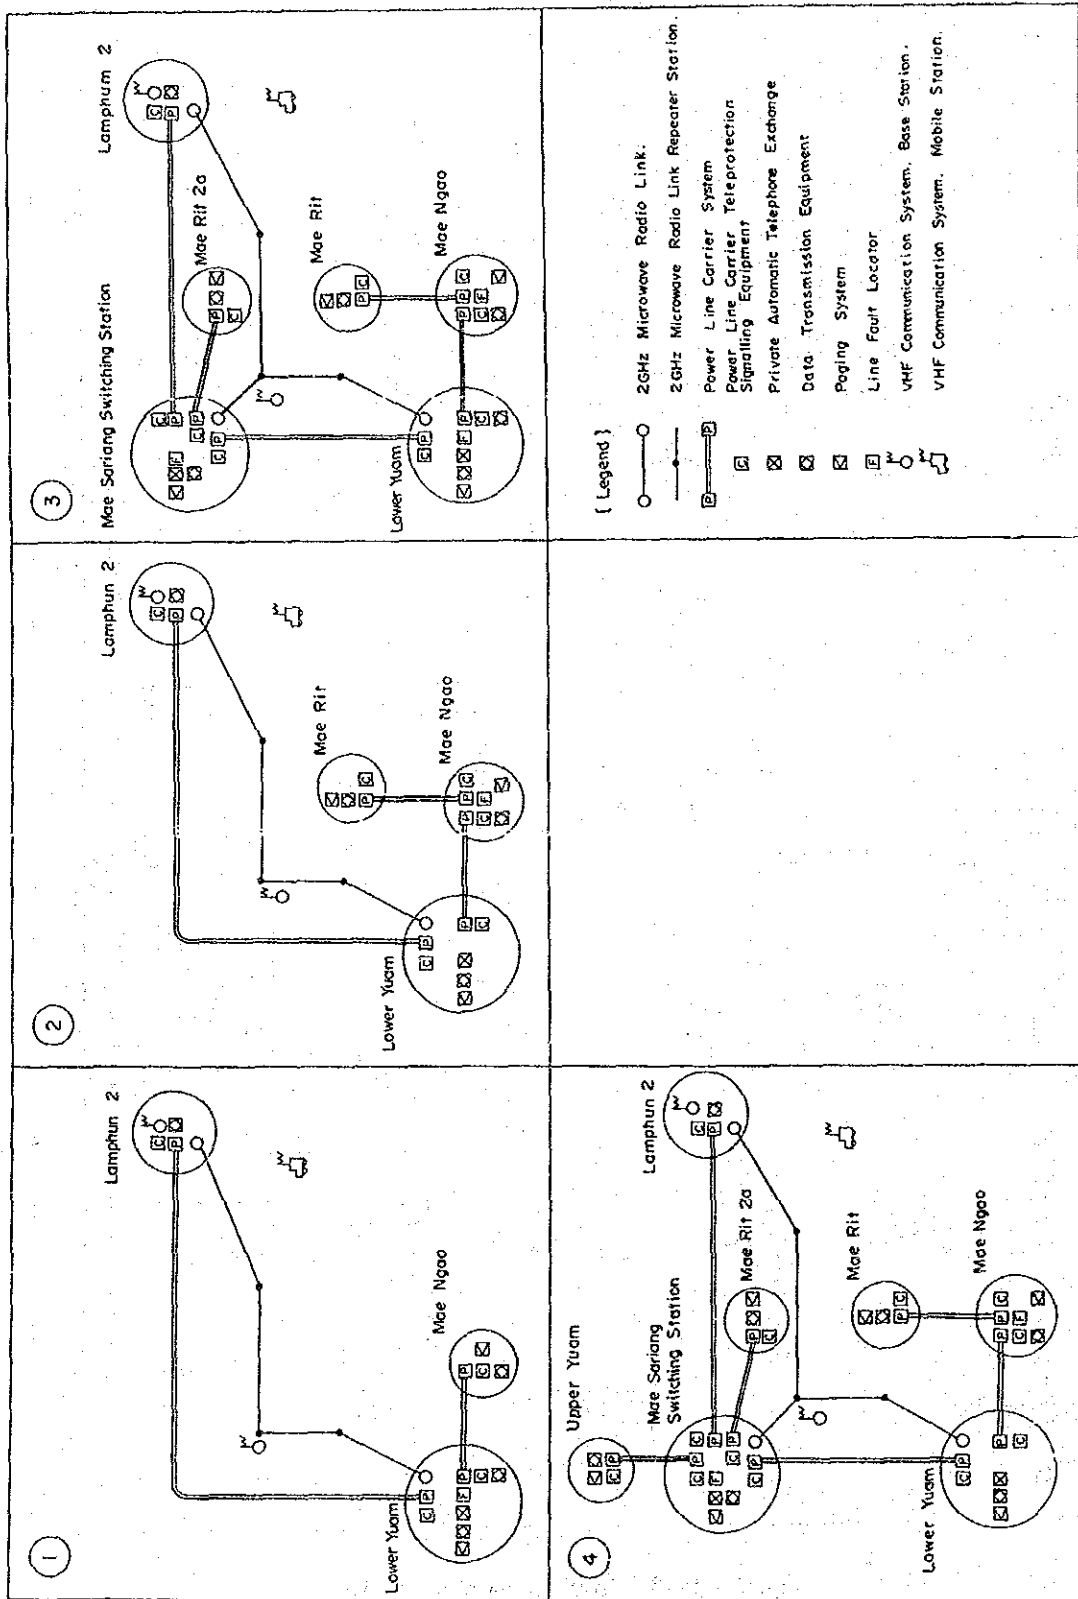 1
Lamphun 2
Mae Ngao
Lower Yuam
C
P
C
P
F
P
C
P
C
2
Lamphun 2
Mae Rit
Mae Ngao
Lower Yuam
C
P
C
P
P
C
P
C
P
P
C
C
F
3
Mae Sariang Switching Station
Lamphum 2
Mae Rit 2a
Mae Rit
Mae Ngao
Lower Yuam
C
P
C
P
C
P
C
P
F
P
C
P
C
C
P
F
P
C
P
P
C
C
F
4
Upper Yuam
Mae Sariang
Switching Station
Lamphun 2
Mae Rit 2a
Mae Rit
Mae Ngao
Lower Yuam
C
P
C
P
C
P
C
P
C
P
F
C
P
P
C
P
C
C
P
P
C
P
P
C
C
F
[ Legend ]
2GHz Microwave Radio Link.
2GHz Microwave Radio Link Repeater Station.
P P Power Line Carrier System
C Power Line Carrier Teleprotection
Signalling Equipment
Private Automatic Telephone Exchange
Data Transmission Equipment
Paging System
F Line Fault Locator
VHF Communication System. Base Station.
VHF Communication System. Mobile Station.